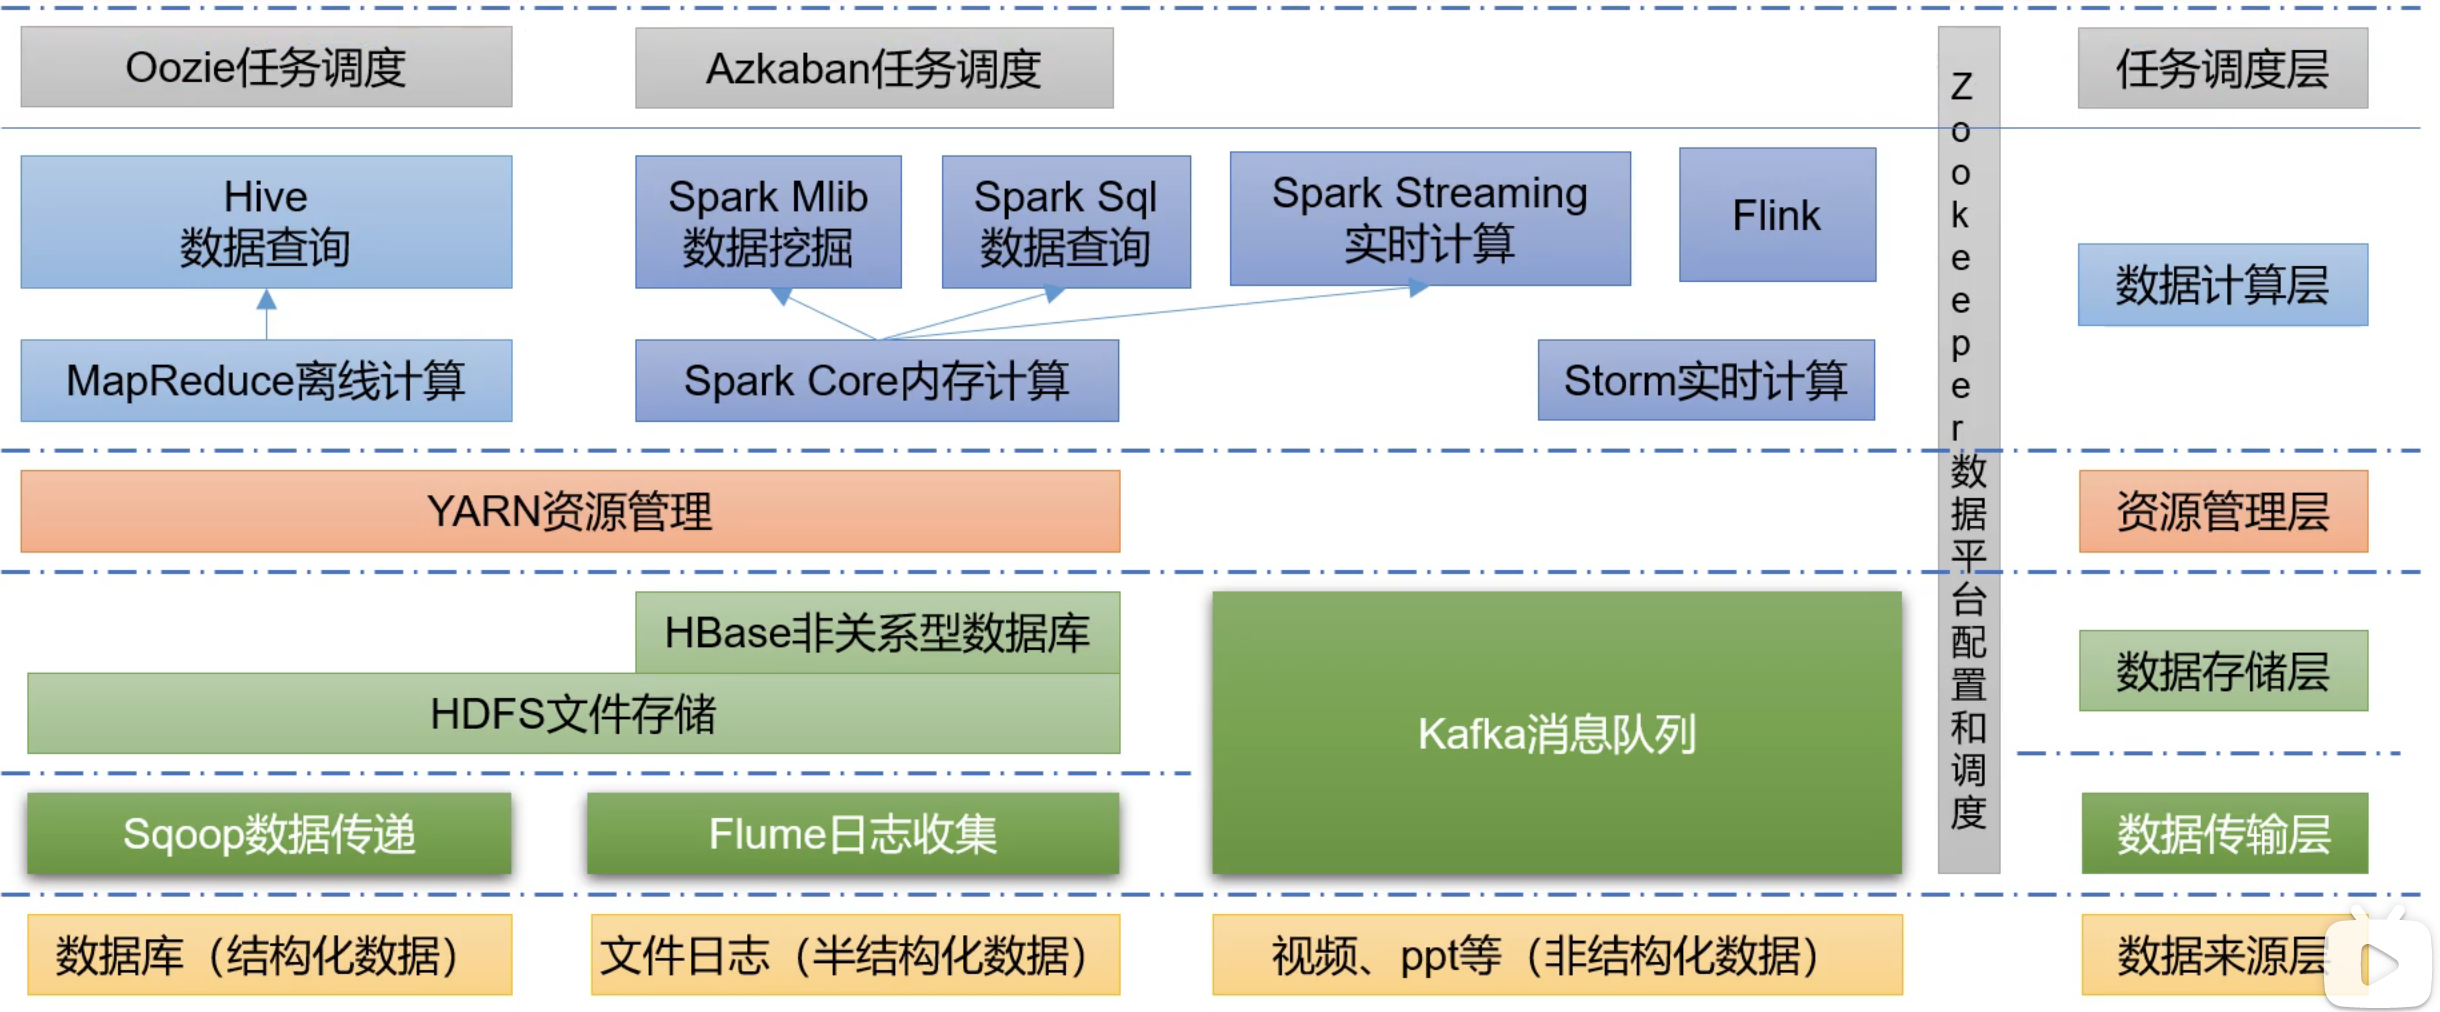 Oozie任务调度
Azkaban任务调度
任务调度层
Hive
数据查询
Spark Mlib
数据挖掘
Spark Sql
数据查询
Spark Streaming
实时计算
Flink
数据计算层
MapReduce离线计算
Spark Core内存计算
Storm实时计算
Zookeeper数据平台配置和调度
YARN资源管理
资源管理层
HBase非关系型数据库
HDFS文件存储
Kafka消息队列
数据存储层
Sqoop数据传递
Flume日志收集
数据传输层
数据库（结构化数据）
文件日志（半结构化数据）
视频、ppt等（非结构化数据）
数据来源层